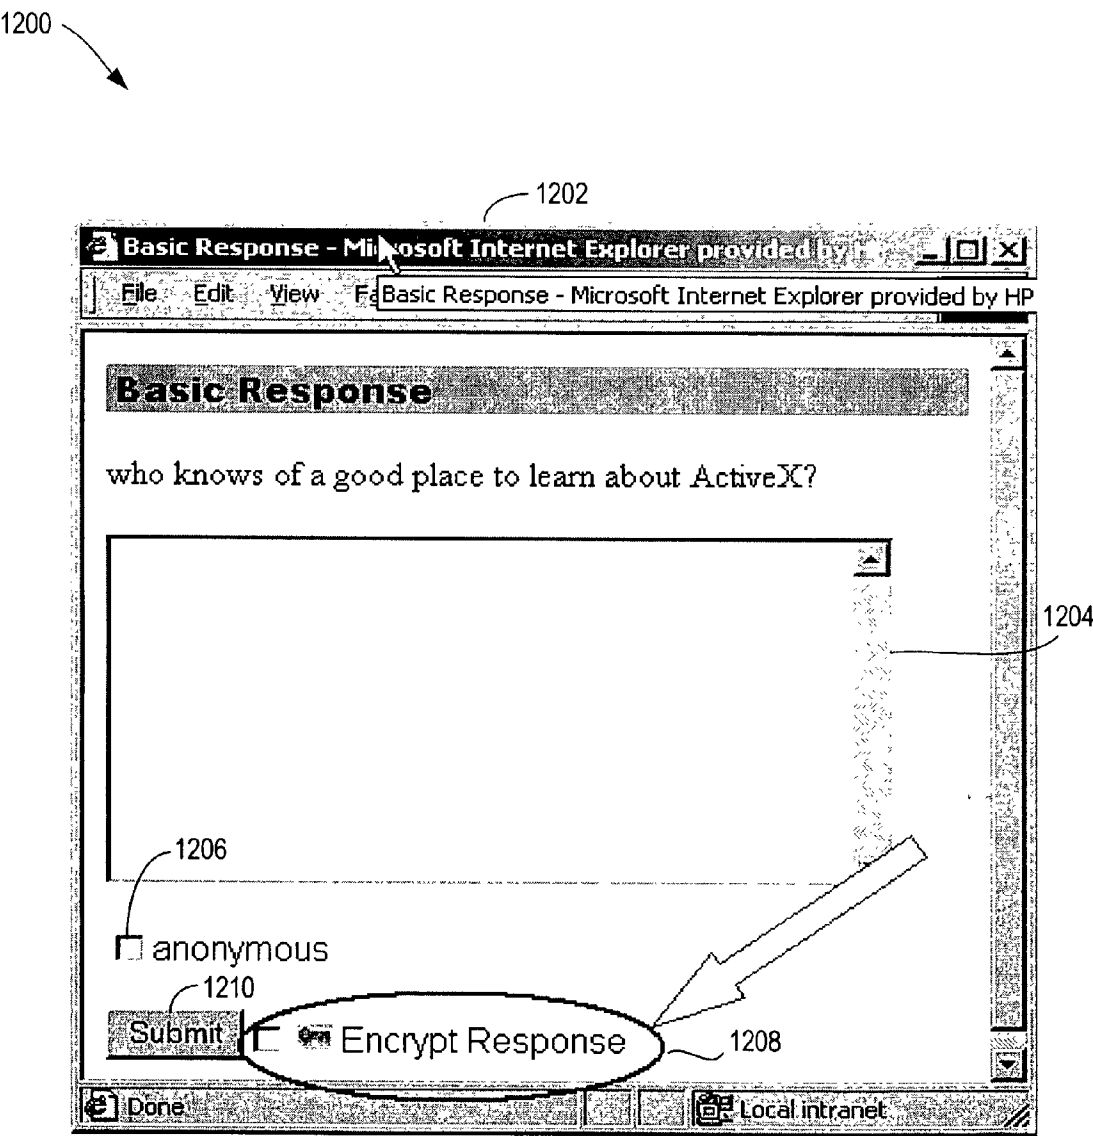 1200
1202
Basic Response - Microsoft Internet Explorer provided by H
File Edit View Fa
Basic Response - Microsoft Internet Explorer provided by HP
Basic Response
who knows of a good place to learn about ActiveX?
1204
1206
anonymous
1210
Submit
Encrypt Response
1208
Done
Local intranet